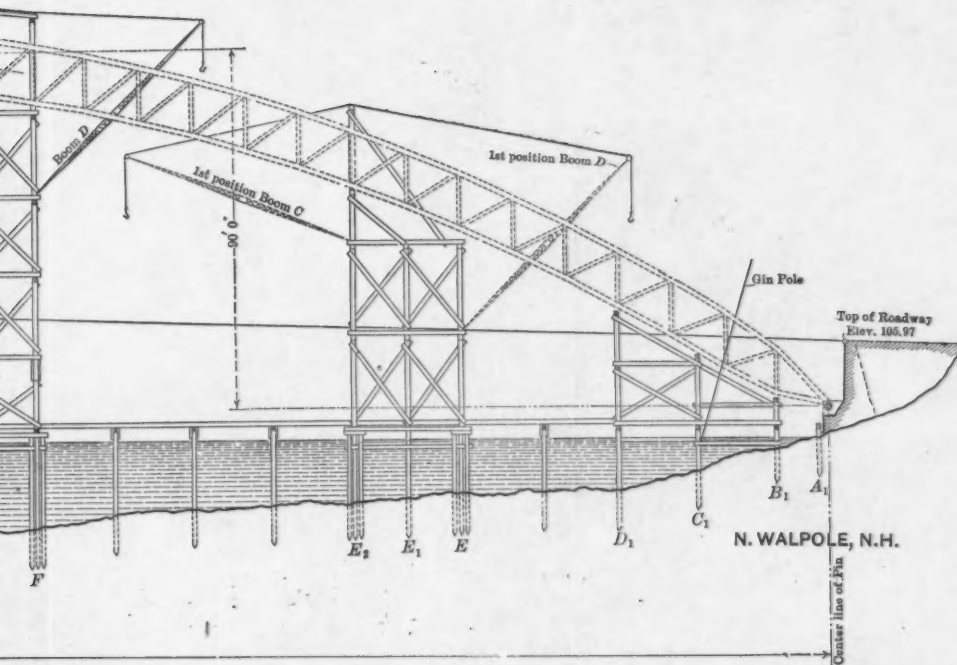 Boom D
1st position Boom C
1st position Boom D
90' 0"
Gin Pole
Top of Roadway
Elev. 105.97
F
E₂
E₁
E
D₁
C₁
B₁
A₁
N. WALPOLE, N.H.
Center line of Pin